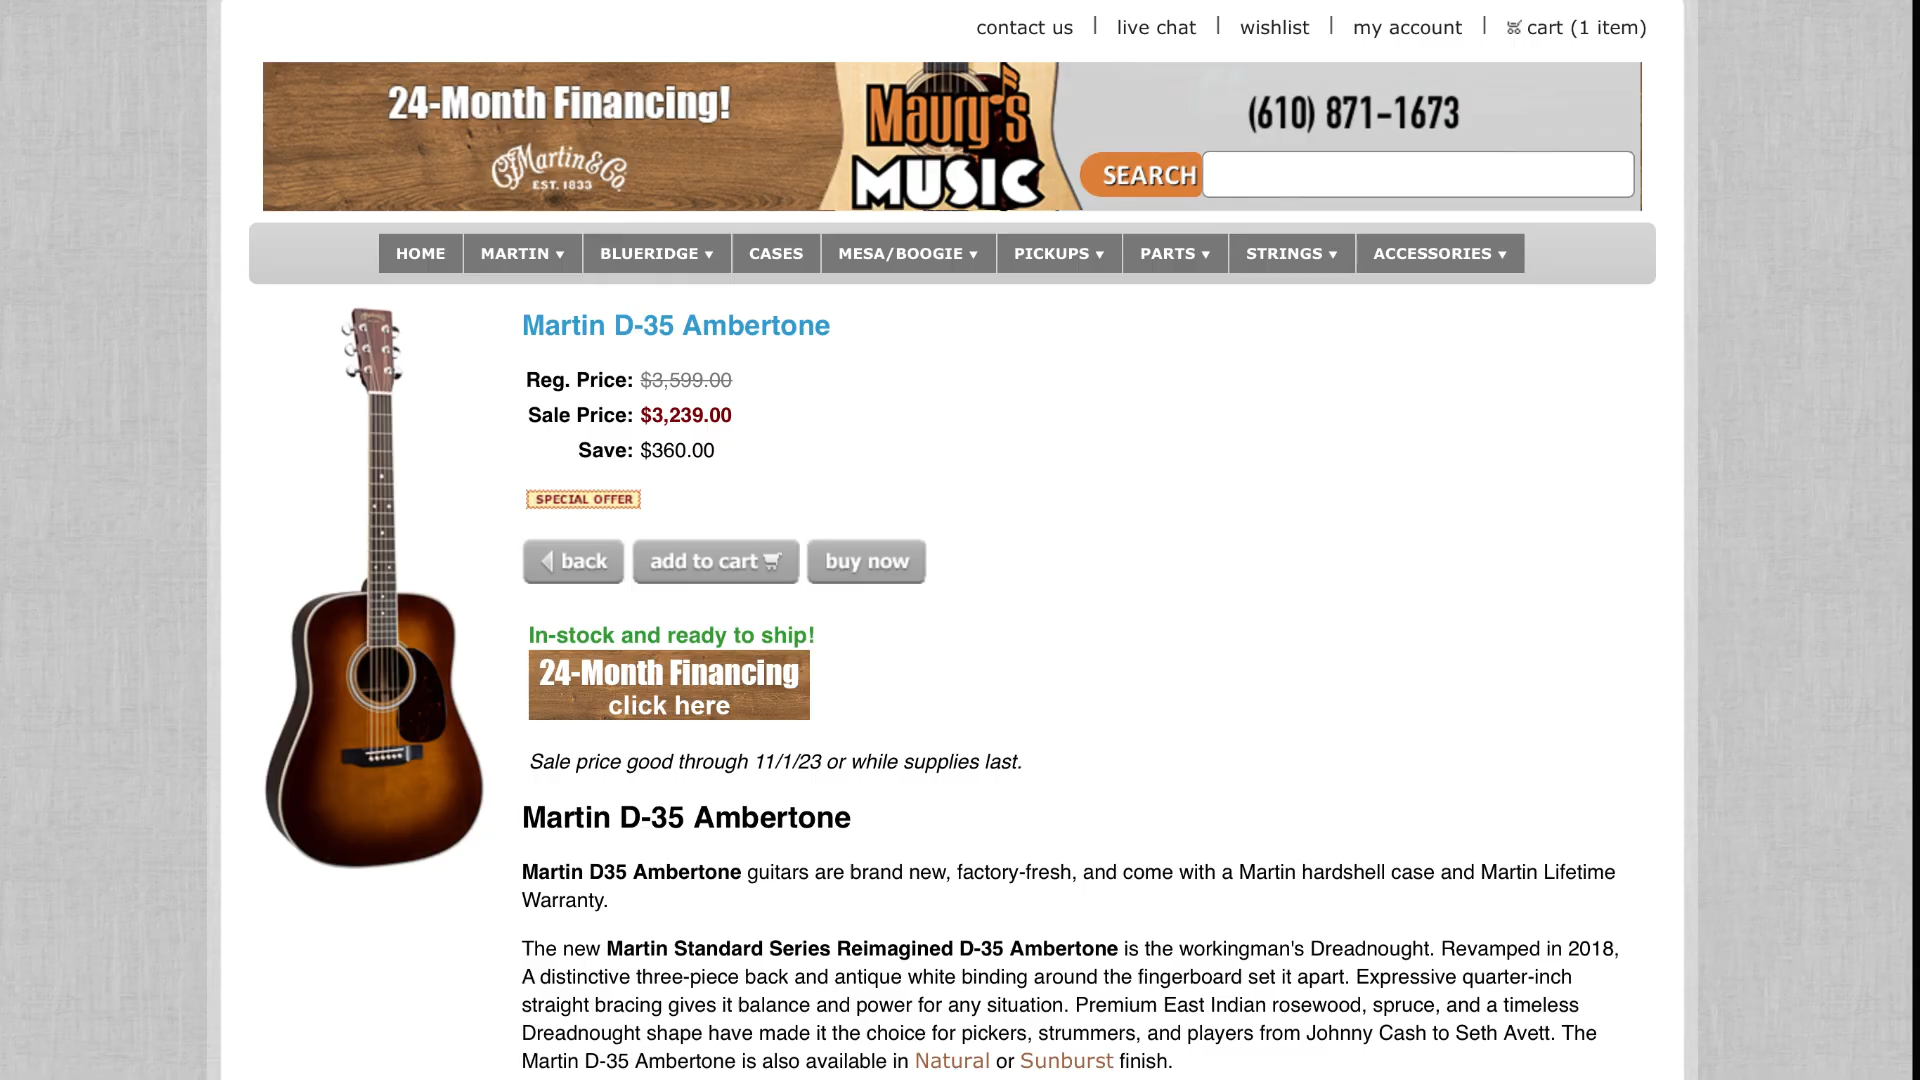 contact us | live chat | wishlist | my account | cart (1 item)
24-Month Financing!
CF Martin & Co.
EST. 1833
Maury's
MUSIC
(610) 871-1673
SEARCH
HOME MARTIN ▼ BLUERIDGE ▼ CASES MESA/BOOGIE ▼ PICKUPS ▼ PARTS ▼ STRINGS ▼ ACCESSORIES ▼
Martin D-35 Ambertone
Reg. Price: $3,599.00
Sale Price: $3,239.00
Save: $360.00
SPECIAL OFFER
back add to cart buy now
In-stock and ready to ship!
24-Month Financing
click here
Sale price good through 11/1/23 or while supplies last.
Martin D-35 Ambertone
Martin D35 Ambertone guitars are brand new, factory-fresh, and come with a Martin hardshell case and Martin Lifetime
Warranty.
The new Martin Standard Series Reimagined D-35 Ambertone is the workingman's Dreadnought. Revamped in 2018,
A distinctive three-piece back and antique white binding around the fingerboard set it apart. Expressive quarter-inch
straight bracing gives it balance and power for any situation. Premium East Indian rosewood, spruce, and a timeless
Dreadnought shape have made it the choice for pickers, strummers, and players from Johnny Cash to Seth Avett. The
Martin D-35 Ambertone is also available in Natural or Sunburst finish.